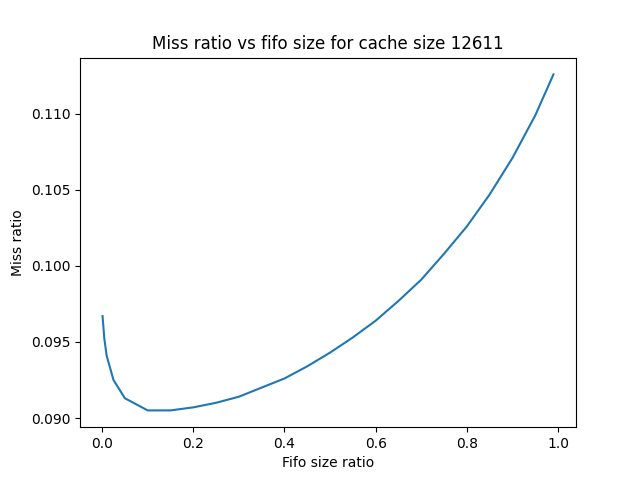 Miss ratio vs fifo size for cache size 12611
0.110
0.105
0.100
0.095
0.090
Miss ratio
0.0 0.2 0.4 0.6 0.8 1.0
Fifo size ratio